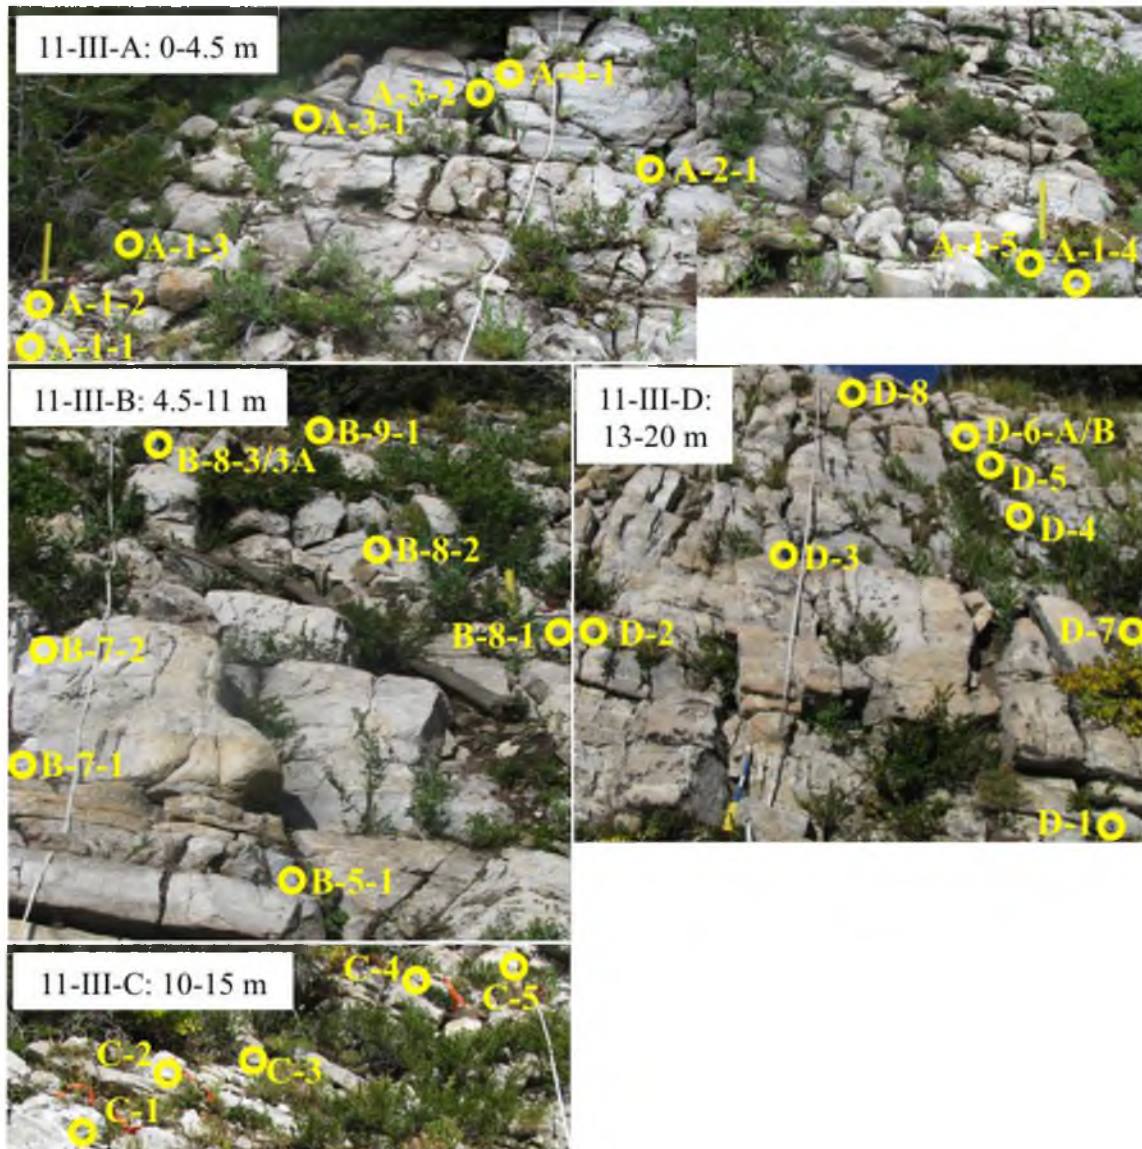 11-III-A: 0-4.5 m
A-4-1
A-3-2
A-3-1
A-2-1
A-1-3
A-1-5
A-1-4
A-1-2
A-1-1
11-III-B: 4.5-11 m
B-9-1
B-8-3/3A
B-8-2
B-8-1
B-7-2
B-7-1
B-5-1
11-III-D:
13-20 m
D-8
D-6-A/B
D-5
D-4
D-3
D-2
D-7
D-1
11-III-C: 10-15 m
C-4
C-5
C-2
C-3
C-1